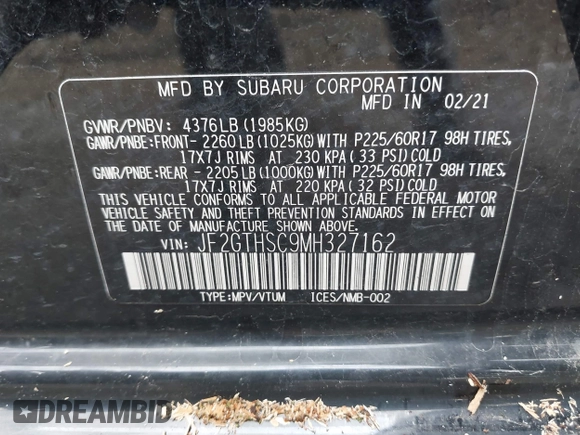 MFD BY SUBARU CORPORATION
MFD IN 02/21
GVWR/PNBV: 4376LB (1985KG)
GAWR/PNBE:FRONT- 2260LB (1025KG) WITH P225/60R17 98H TIRES,
17X7J RIMS AT 230 KPA (33 PSI) COLD
GAWR/PNBE:REAR - 2205LB (1000KG) WITH P225/60R17 98H TIRES,
17X7J RIMS AT 220 KPA (32 PSI) COLD
THIS VEHICLE CONFORMS TO ALL APPLICABLE FEDERAL MOTOR
VEHICLE SAFETY AND THEFT PREVENTION STANDARDS IN EFFECT
ON THE DATE OF MANUFACTURE SHOWN ABOVE.
VIN: JF2GTHSC9MH327162
TYPE:MPV/VTUM ICES/NMB-002
DREAMBID